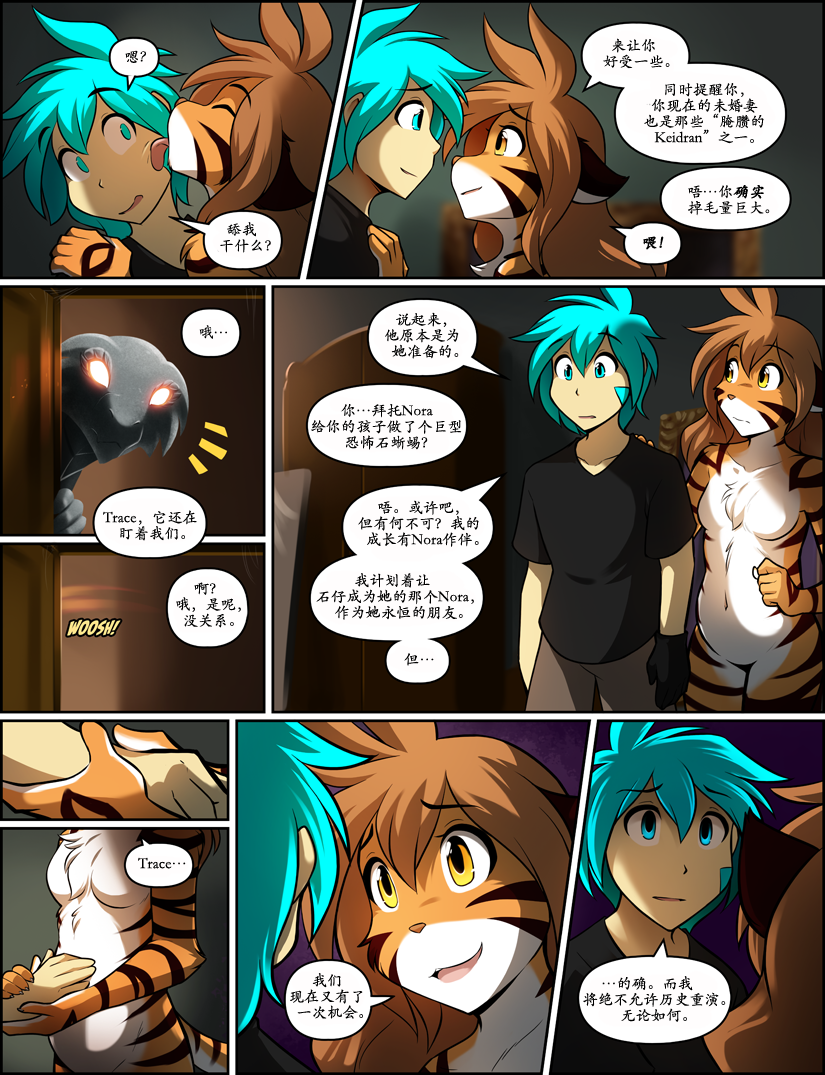 嗯？
舔我
干什么？
来让你
好受一些。
同时提醒你，
你现在的未婚妻
也是那些“腌臜的
Keidran”之一。
唔…你确实
掉毛量巨大。
喂！
哦…
Trace，它还在
盯着我们。
WOOSH!
啊？
哦，是呢，
没关系。
说起来，
他原本是为
她准备的。
你…拜托Nora
给你的孩子做了个巨型
恐怖石蜥蜴？
唔。或许吧，
但有何不可？我的
成长有Nora作伴。
我计划着让
石仔成为她的那个Nora，
作为她永恒的朋友。
但…
Trace…
我们
现在又有了
一次机会。
…的确。而我
将绝不允许历史重演。
无论如何。